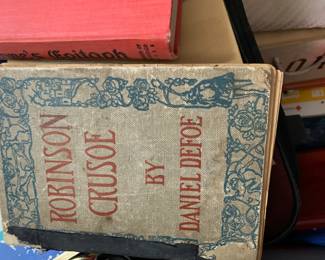 ROBINSON
CRUSOE
BY
DANIEL DEFOE